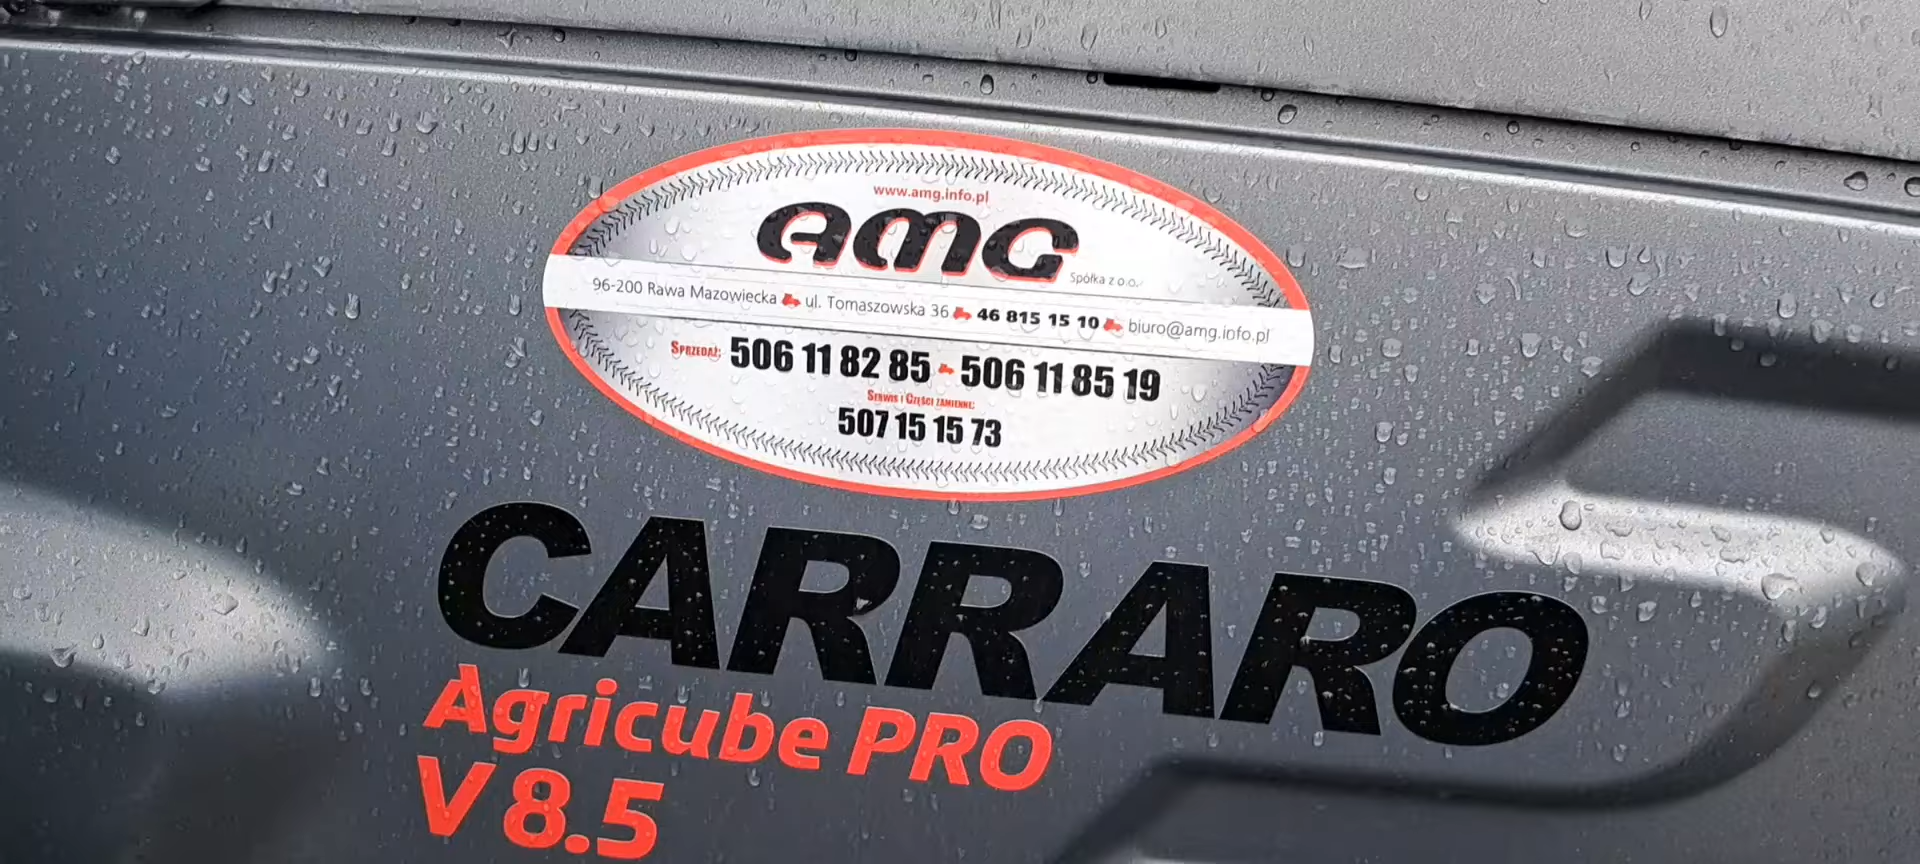 www.amg.info.pl
AMG Spółka z o.o.
96-200 Rawa Mazowiecka ul. Tomaszowska 36 46 815 15 10 biuro@amg.info.pl
Sprzedaż: 506 11 82 85 - 506 11 85 19
Serwis i Części zamienne:
507 15 15 73
CARRARO
Agricube PRO
V 8.5